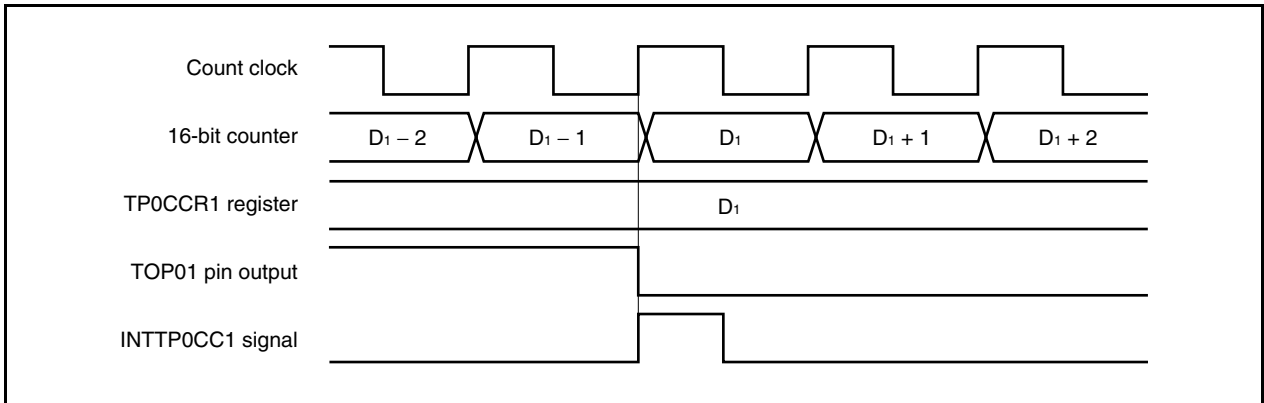 Count clock
16-bit counter
D₁ – 2
D₁ – 1
D₁
D₁ + 1
D₁ + 2
TP0CCR1 register
D₁
TOP01 pin output
INTTP0CC1 signal